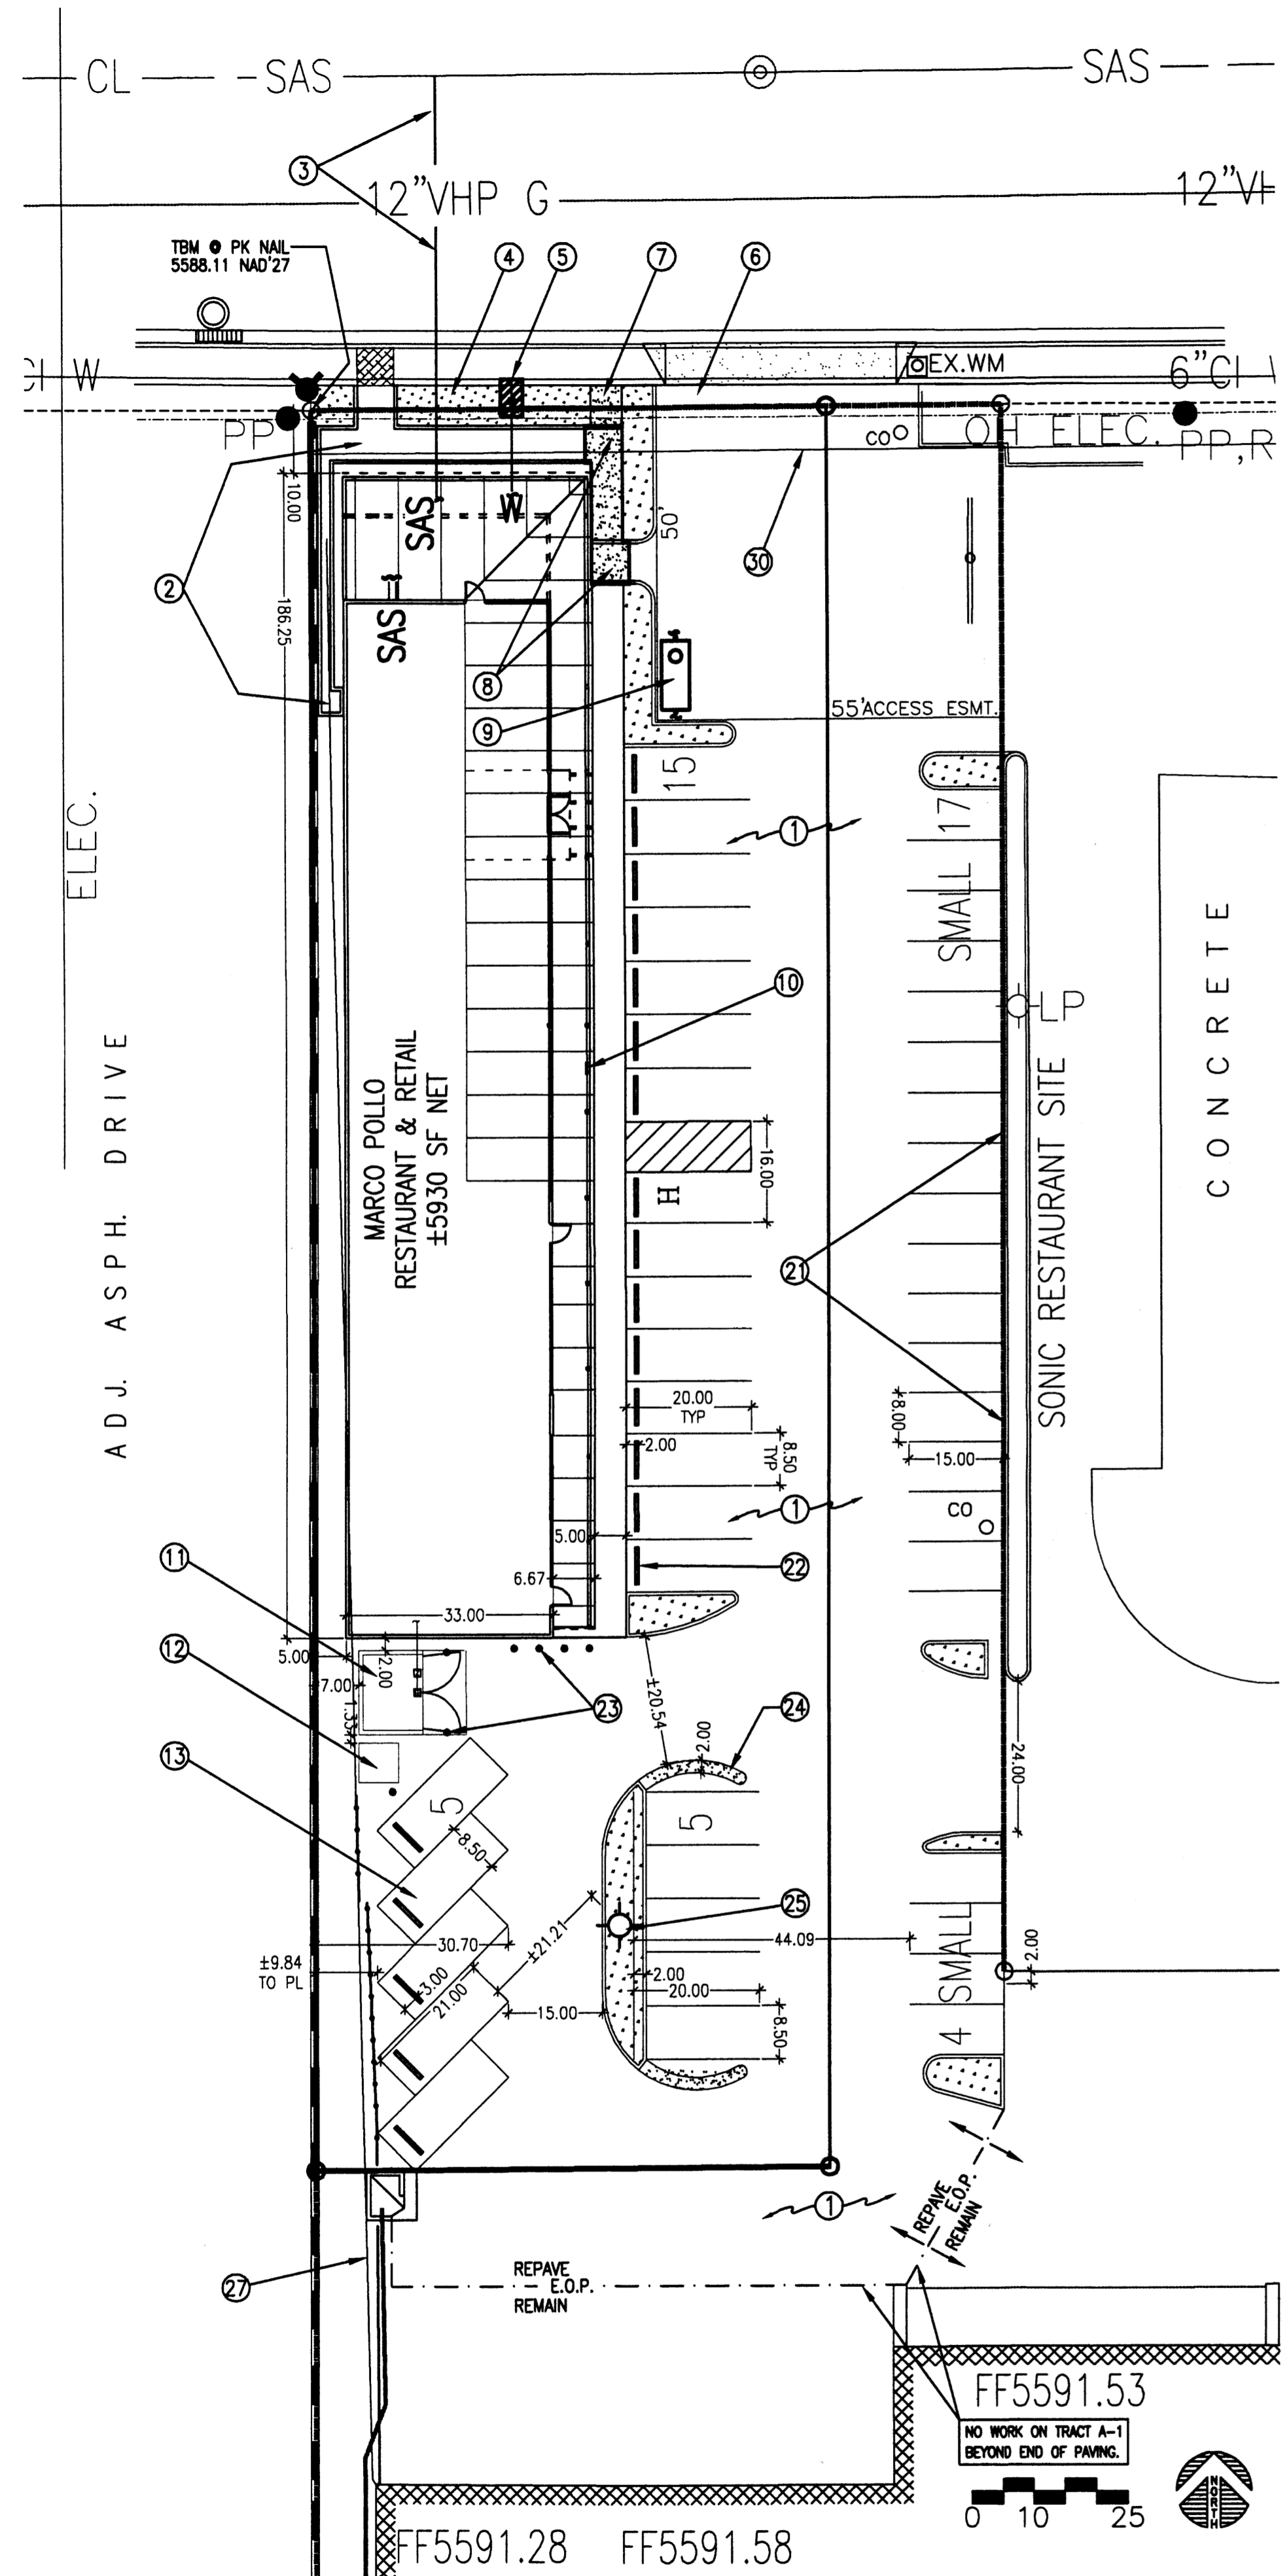 CL
SAS
SAS
3
12"VHP G
TBM @ PK NAIL
5588.11 NAD'27
4
5
7
6
EX.WM
6"CI
W
PP
CO
OH ELEC.
PP,R
10.00
SAS
W
50'
30
2
186.25
SAS
8
9
55'ACCESS ESMT.
15
1
SMALL 17
ELEC.
10
LP
CONCRETE
ADJ. ASPH. DRIVE
MARCO POLLO
RESTAURANT & RETAIL
±5930 SF NET
16.00
H
21
SONIC RESTAURANT SITE
20.00
TYP
8.00
2.00
8.50
TYP
15.00
1
CO
5.00
22
11
6.67
33.00
12
5.00
2.00
7.00
1.33
±20.54
23
24
2.00
13
24.00
5
5
8.50
25
30.70
±21.21
44.09
±9.84
TO PL
3.00
21.00
2.00
20.00
15.00
8.50
4 SMALL
2.00
1
REPAVE
E.O.P.
REMAIN
27
REPAVE
E.O.P.
REMAIN
FF5591.53
NO WORK ON TRACT A-1
BEYOND END OF PAVING.
NORTH
0 10 25
FF5591.28 FF5591.58